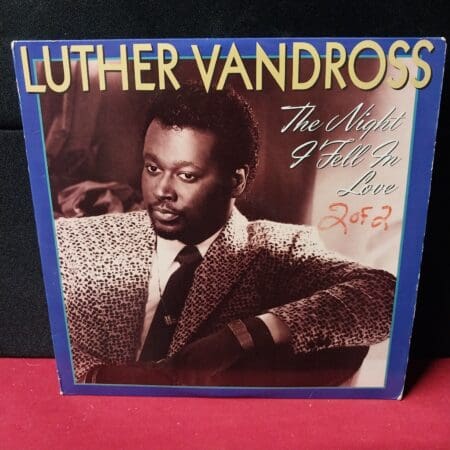 LUTHER VANDROSS
The Night
I Fell In
Love
2 of 2